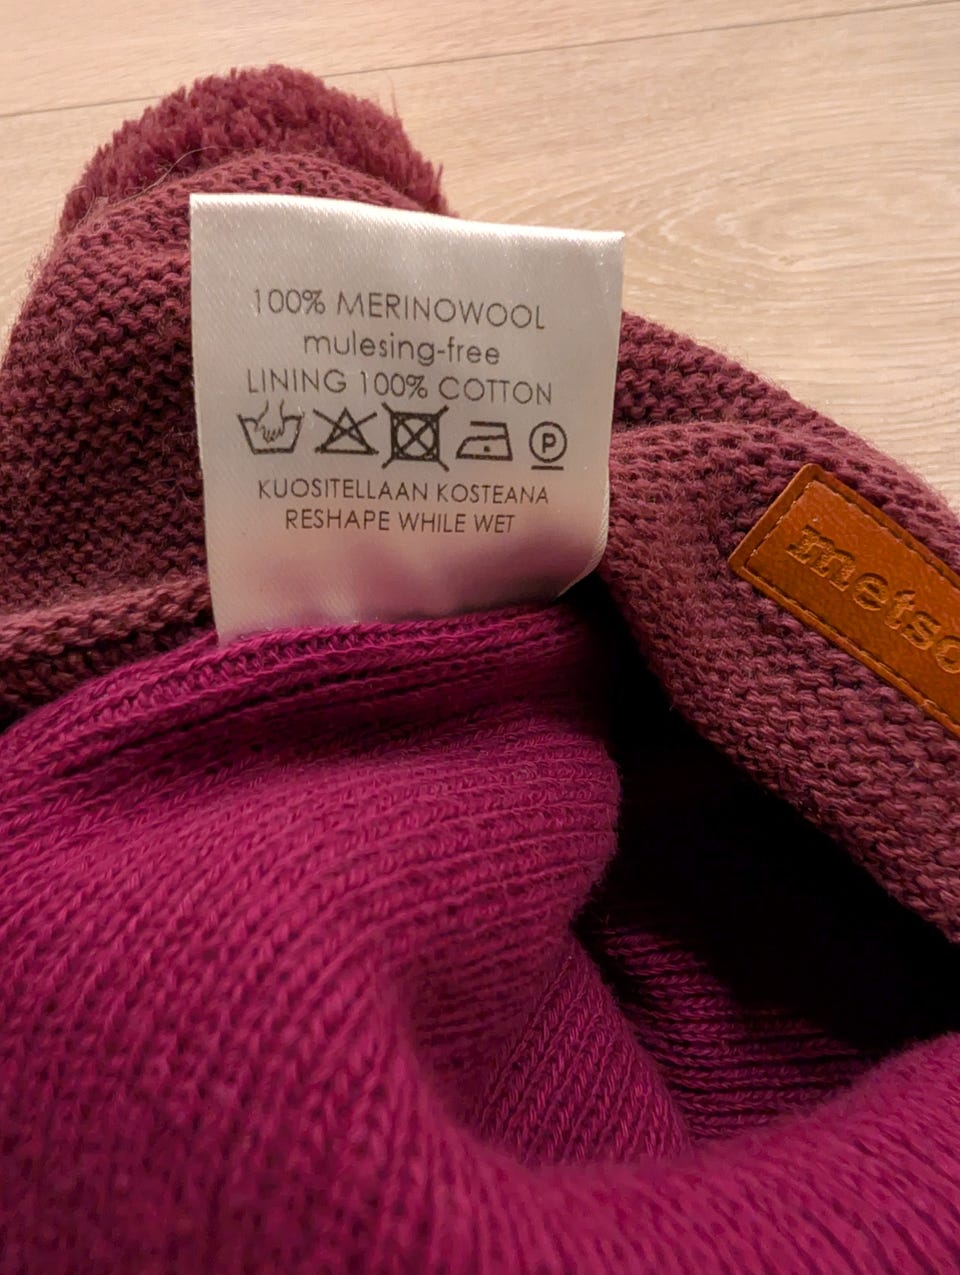 100% MERINOWOOL
mulesing-free
LINING 100% COTTON
P
KUOSITELLAAN KOSTEANA
RESHAPE WHILE WET
metso